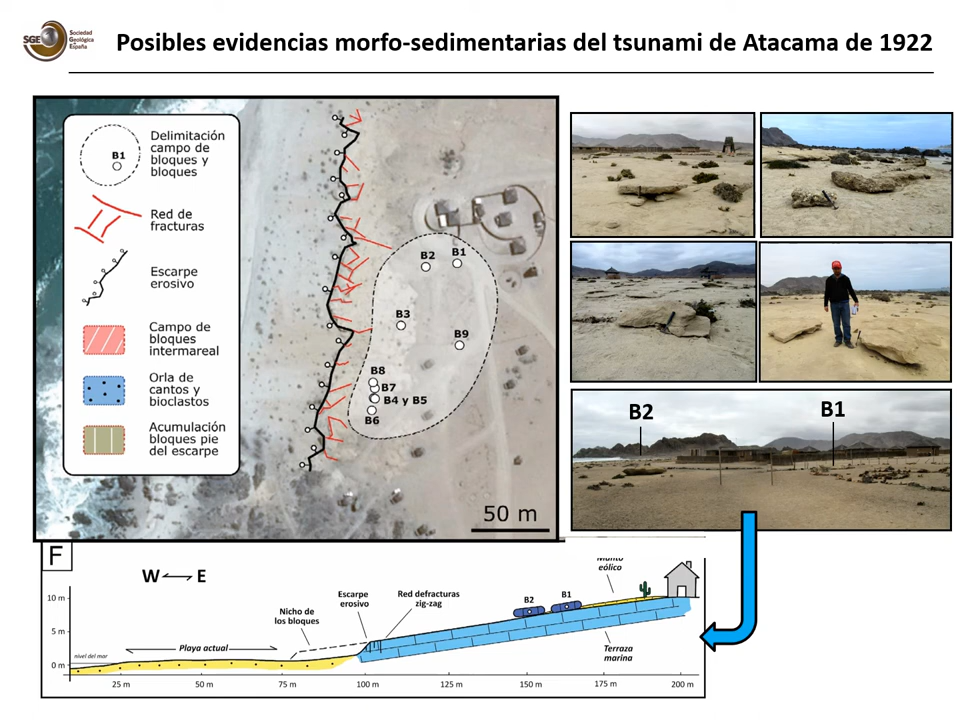 SGE
Sociedad
Geológica
España
Posibles evidencias morfo-sedimentarias del tsunami de Atacama de 1922
B1
Delimitación
campo de
bloques y
bloques
Red de
fracturas
Escarpe
erosivo
Campo de
bloques
intermareal
Orla de
cantos y
bioclastos
Acumulación
bloques pie
del escarpe
B2
B1
B3
B9
B8
B7
B4 y B5
B6
50 m
B2
B1
F
W
E
10 m
5 m
0 m
nivel del mar
Playa actual
Nicho de
los bloques
Escarpe
erosivo
Red defracturas
zig-zag
B2
B1
Manto
eólico
Terraza
marina
25 m
50 m
75 m
100 m
125 m
150 m
175 m
200 m